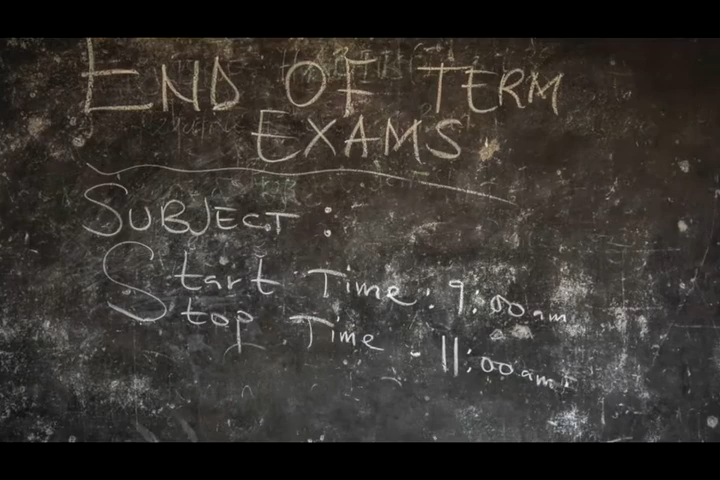 END OF TERM
EXAMS.
SUBJECT :
Start Time : 9:00am
Stop Time - 11:00am.